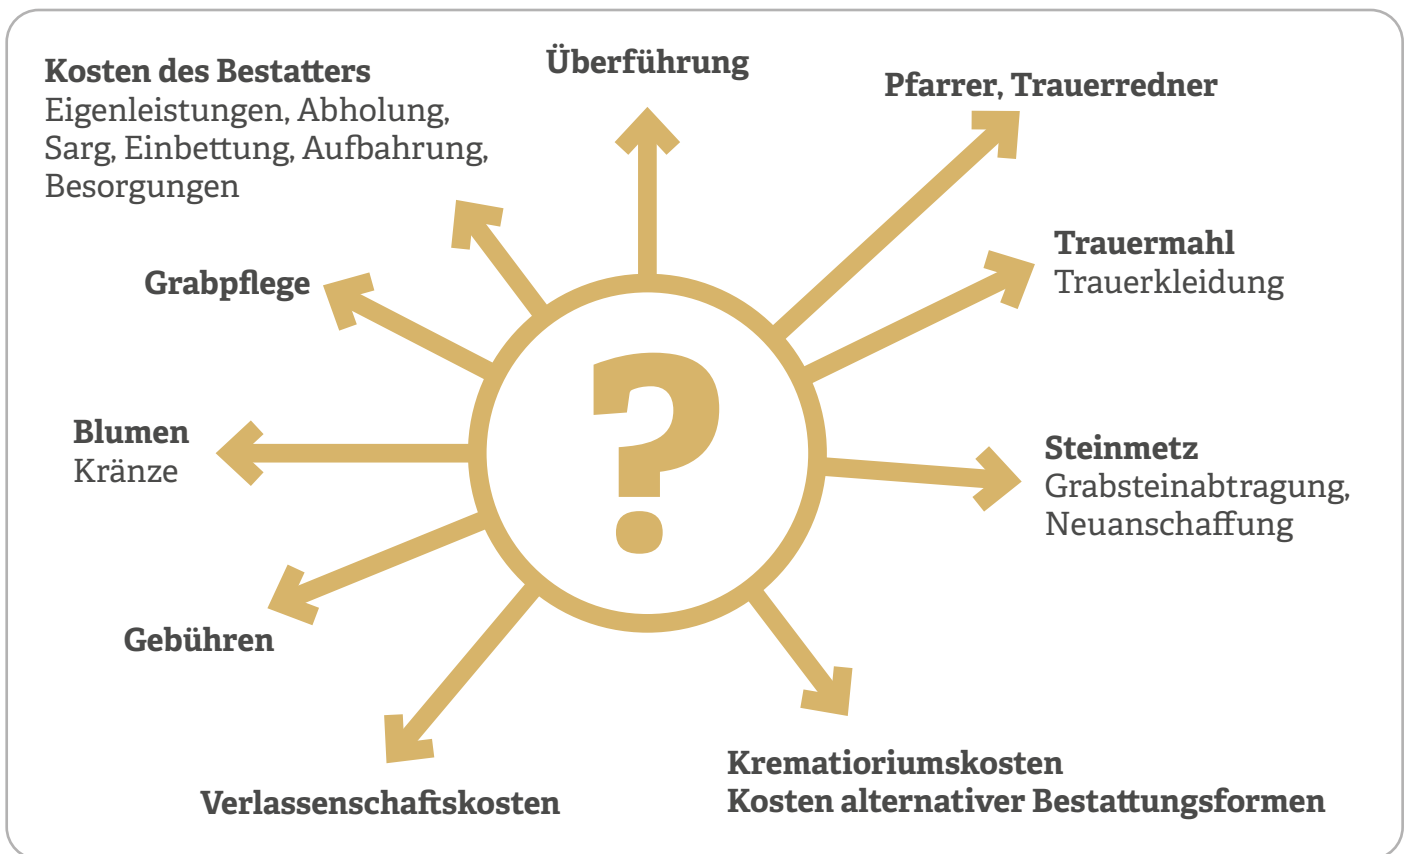 Kosten des Bestatters
Eigenleistungen, Abholung,
Sarg, Einbettung, Aufbahrung,
Besorgungen
Überführung
Pfarrer, Trauerredner
Trauermahl
Trauerkleidung
Grabpflege
?
Blumen
Kränze
Steinmetz
Grabsteinabtragung,
Neuanschaffung
Gebühren
Verlassenschaftskosten
Krematioriumskosten
Kosten alternativer Bestattungsformen